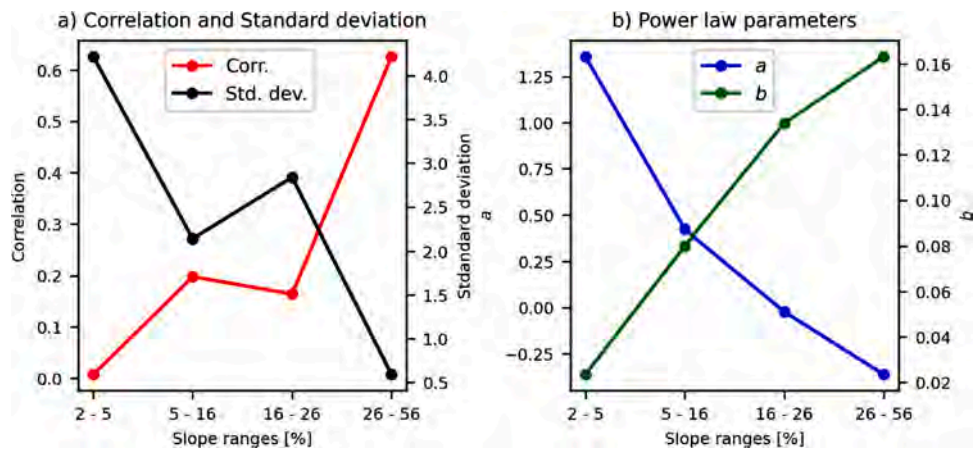 a) Correlation and Standard deviation
Corr.
Std. dev.
0.6
0.5
0.4
0.3
0.2
0.1
0.0
Correlation
4.0
3.5
3.0
2.5
2.0
1.5
1.0
0.5
Stdandard deviation
2 - 5
5 - 16
16 - 26
26 - 56
Slope ranges [%]
b) Power law parameters
a
b
1.25
1.00
0.75
0.50
0.25
0.00
−0.25
a
0.16
0.14
0.12
0.10
0.08
0.06
0.04
0.02
b
2 - 5
5 - 16
16 - 26
26 - 56
Slope ranges [%]